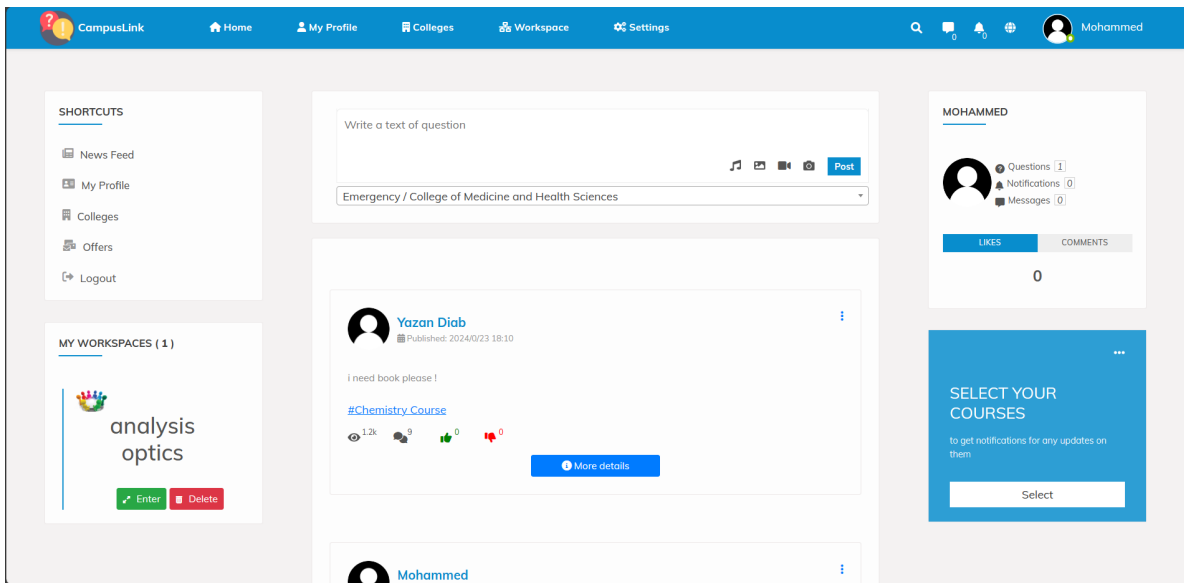 CampusLink Home My Profile Colleges Workspace Settings 0 0 Mohammed
SHORTCUTS
News Feed
My Profile
Colleges
Offers
Logout
MY WORKSPACES ( 1 )
analysis
optics
Enter Delete
Write a text of question
Post
Emergency / College of Medicine and Health Sciences
Yazan Diab
Published: 2024/0/23 18:10
i need book please !
#Chemistry Course
1.2k 9 0 0
More details
Mohammed
MOHAMMED
Questions 1
Notifications 0
Messages 0
LIKES COMMENTS
0
SELECT YOUR
COURSES
to get notifications for any updates on
them
Select